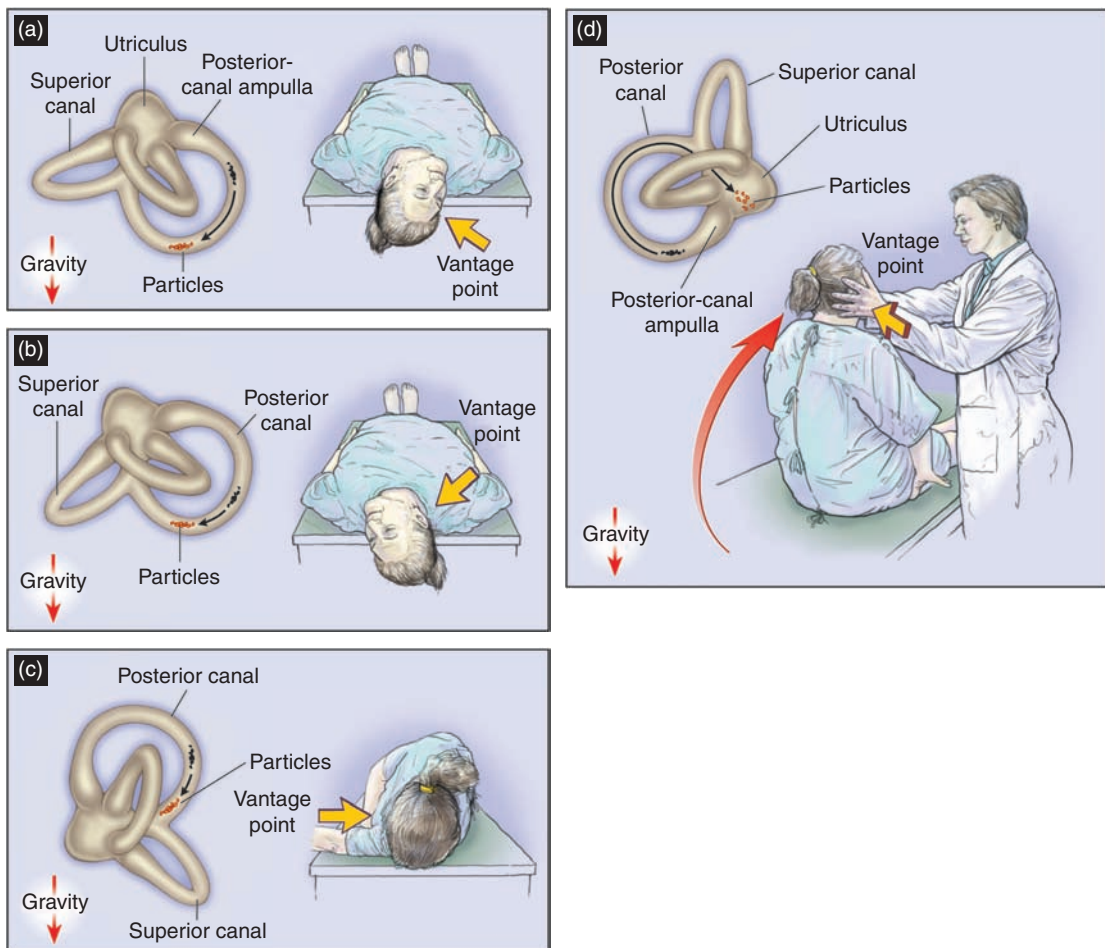 (a)
Utriculus
Posterior-
canal ampulla
Superior
canal
Gravity
Particles
Vantage
point
(b)
Superior
canal
Posterior
canal
Vantage
point
Gravity
Particles
(c)
Posterior canal
Particles
Vantage
point
Gravity
Superior canal
(d)
Posterior
canal
Superior canal
Utriculus
Particles
Vantage
point
Posterior-canal
ampulla
Gravity